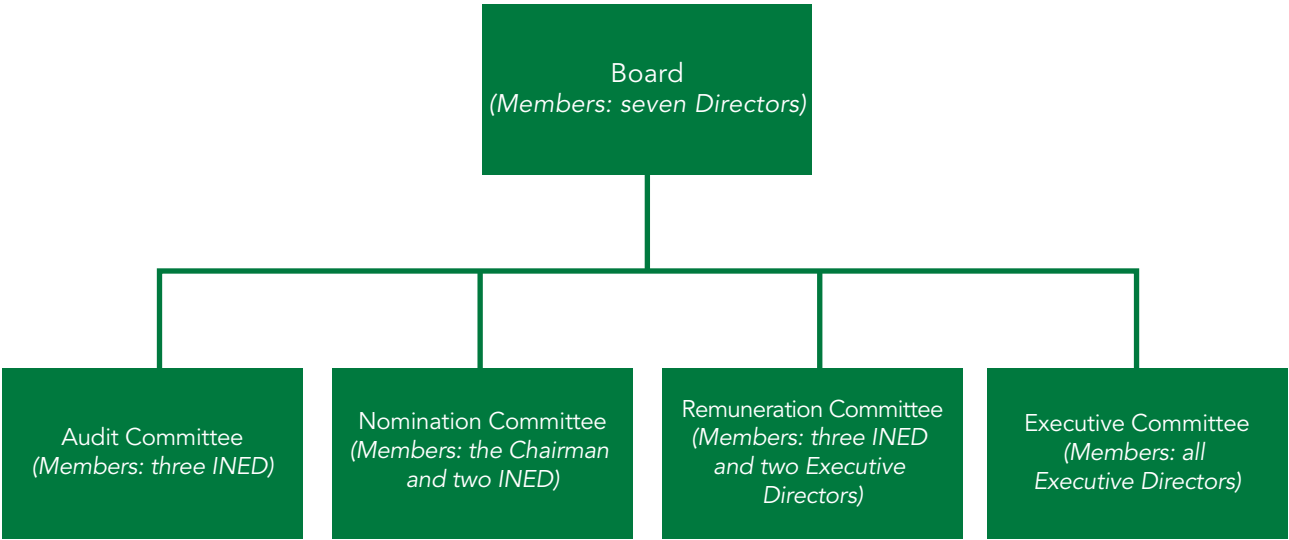 Board
(Members: seven Directors)
Audit Committee
(Members: three INED)
Nomination Committee
(Members: the Chairman
and two INED)
Remuneration Committee
(Members: three INED
and two Executive
Directors)
Executive Committee
(Members: all
Executive Directors)